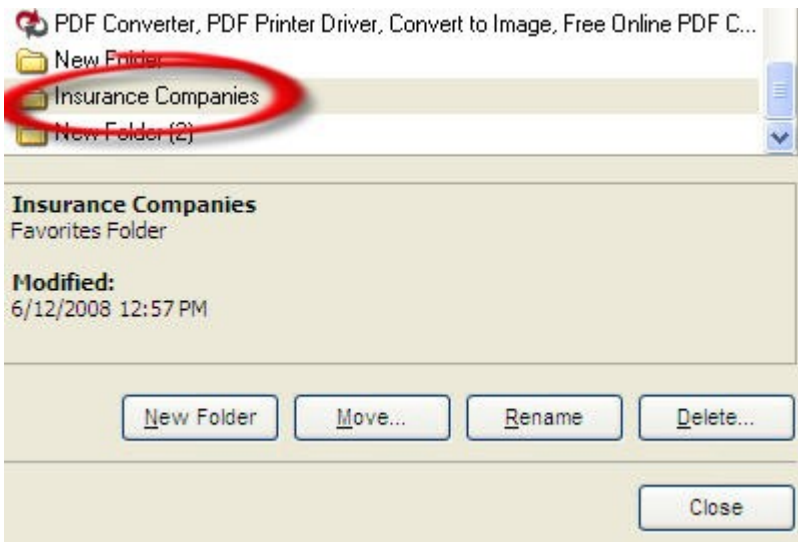 PDF Converter, PDF Printer Driver, Convert to Image, Free Online PDF C...
New Folder
Insurance Companies
New Folder (2)
Insurance Companies
Favorites Folder
Modified:
6/12/2008 12:57 PM
New Folder Move... Rename Delete...
Close